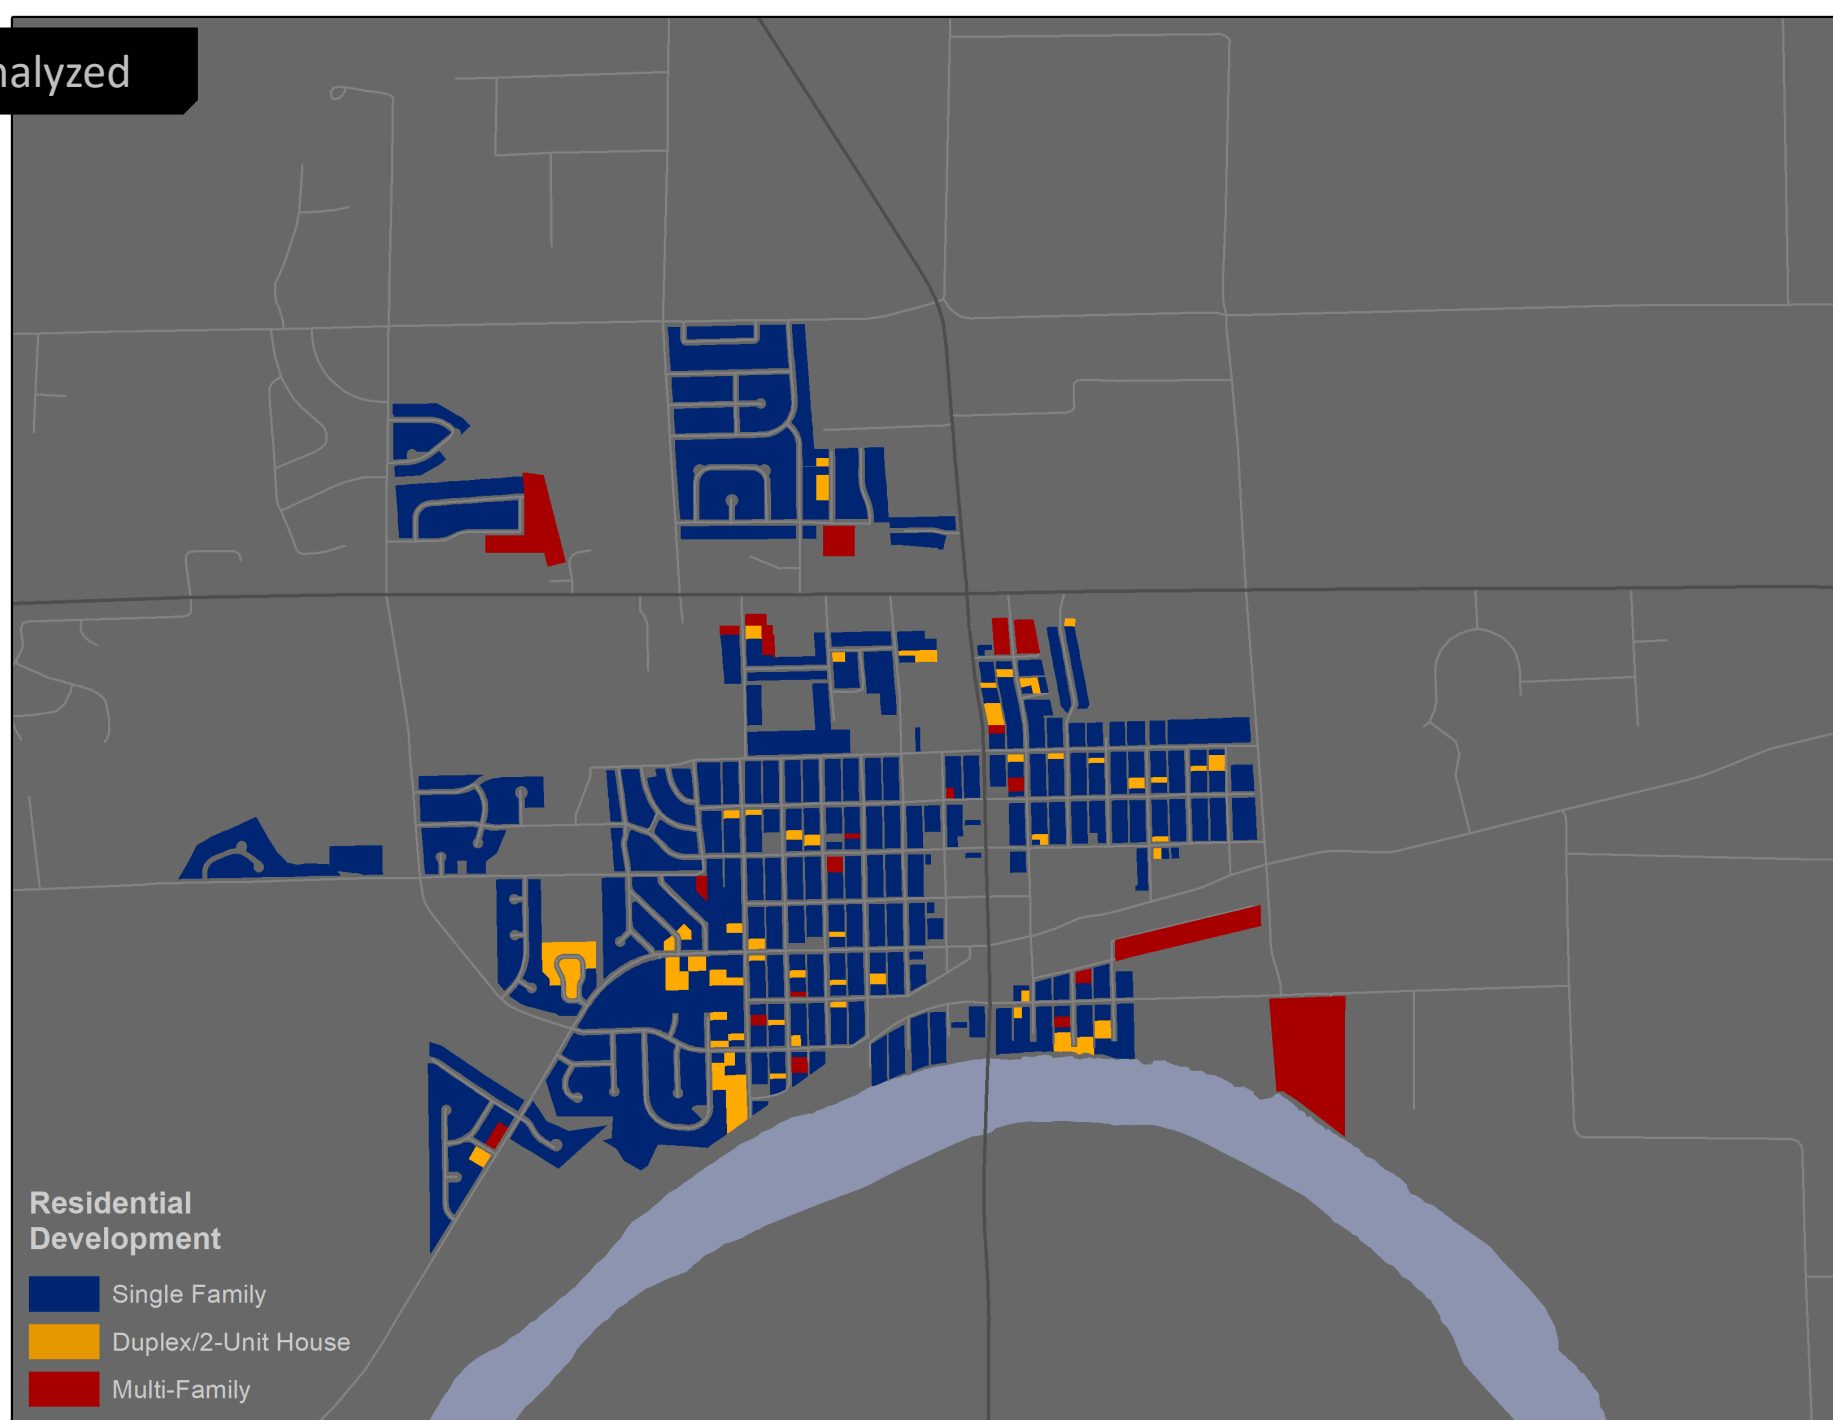 nalyzed
Residential
Development
Single Family
Duplex/2-Unit House
Multi-Family